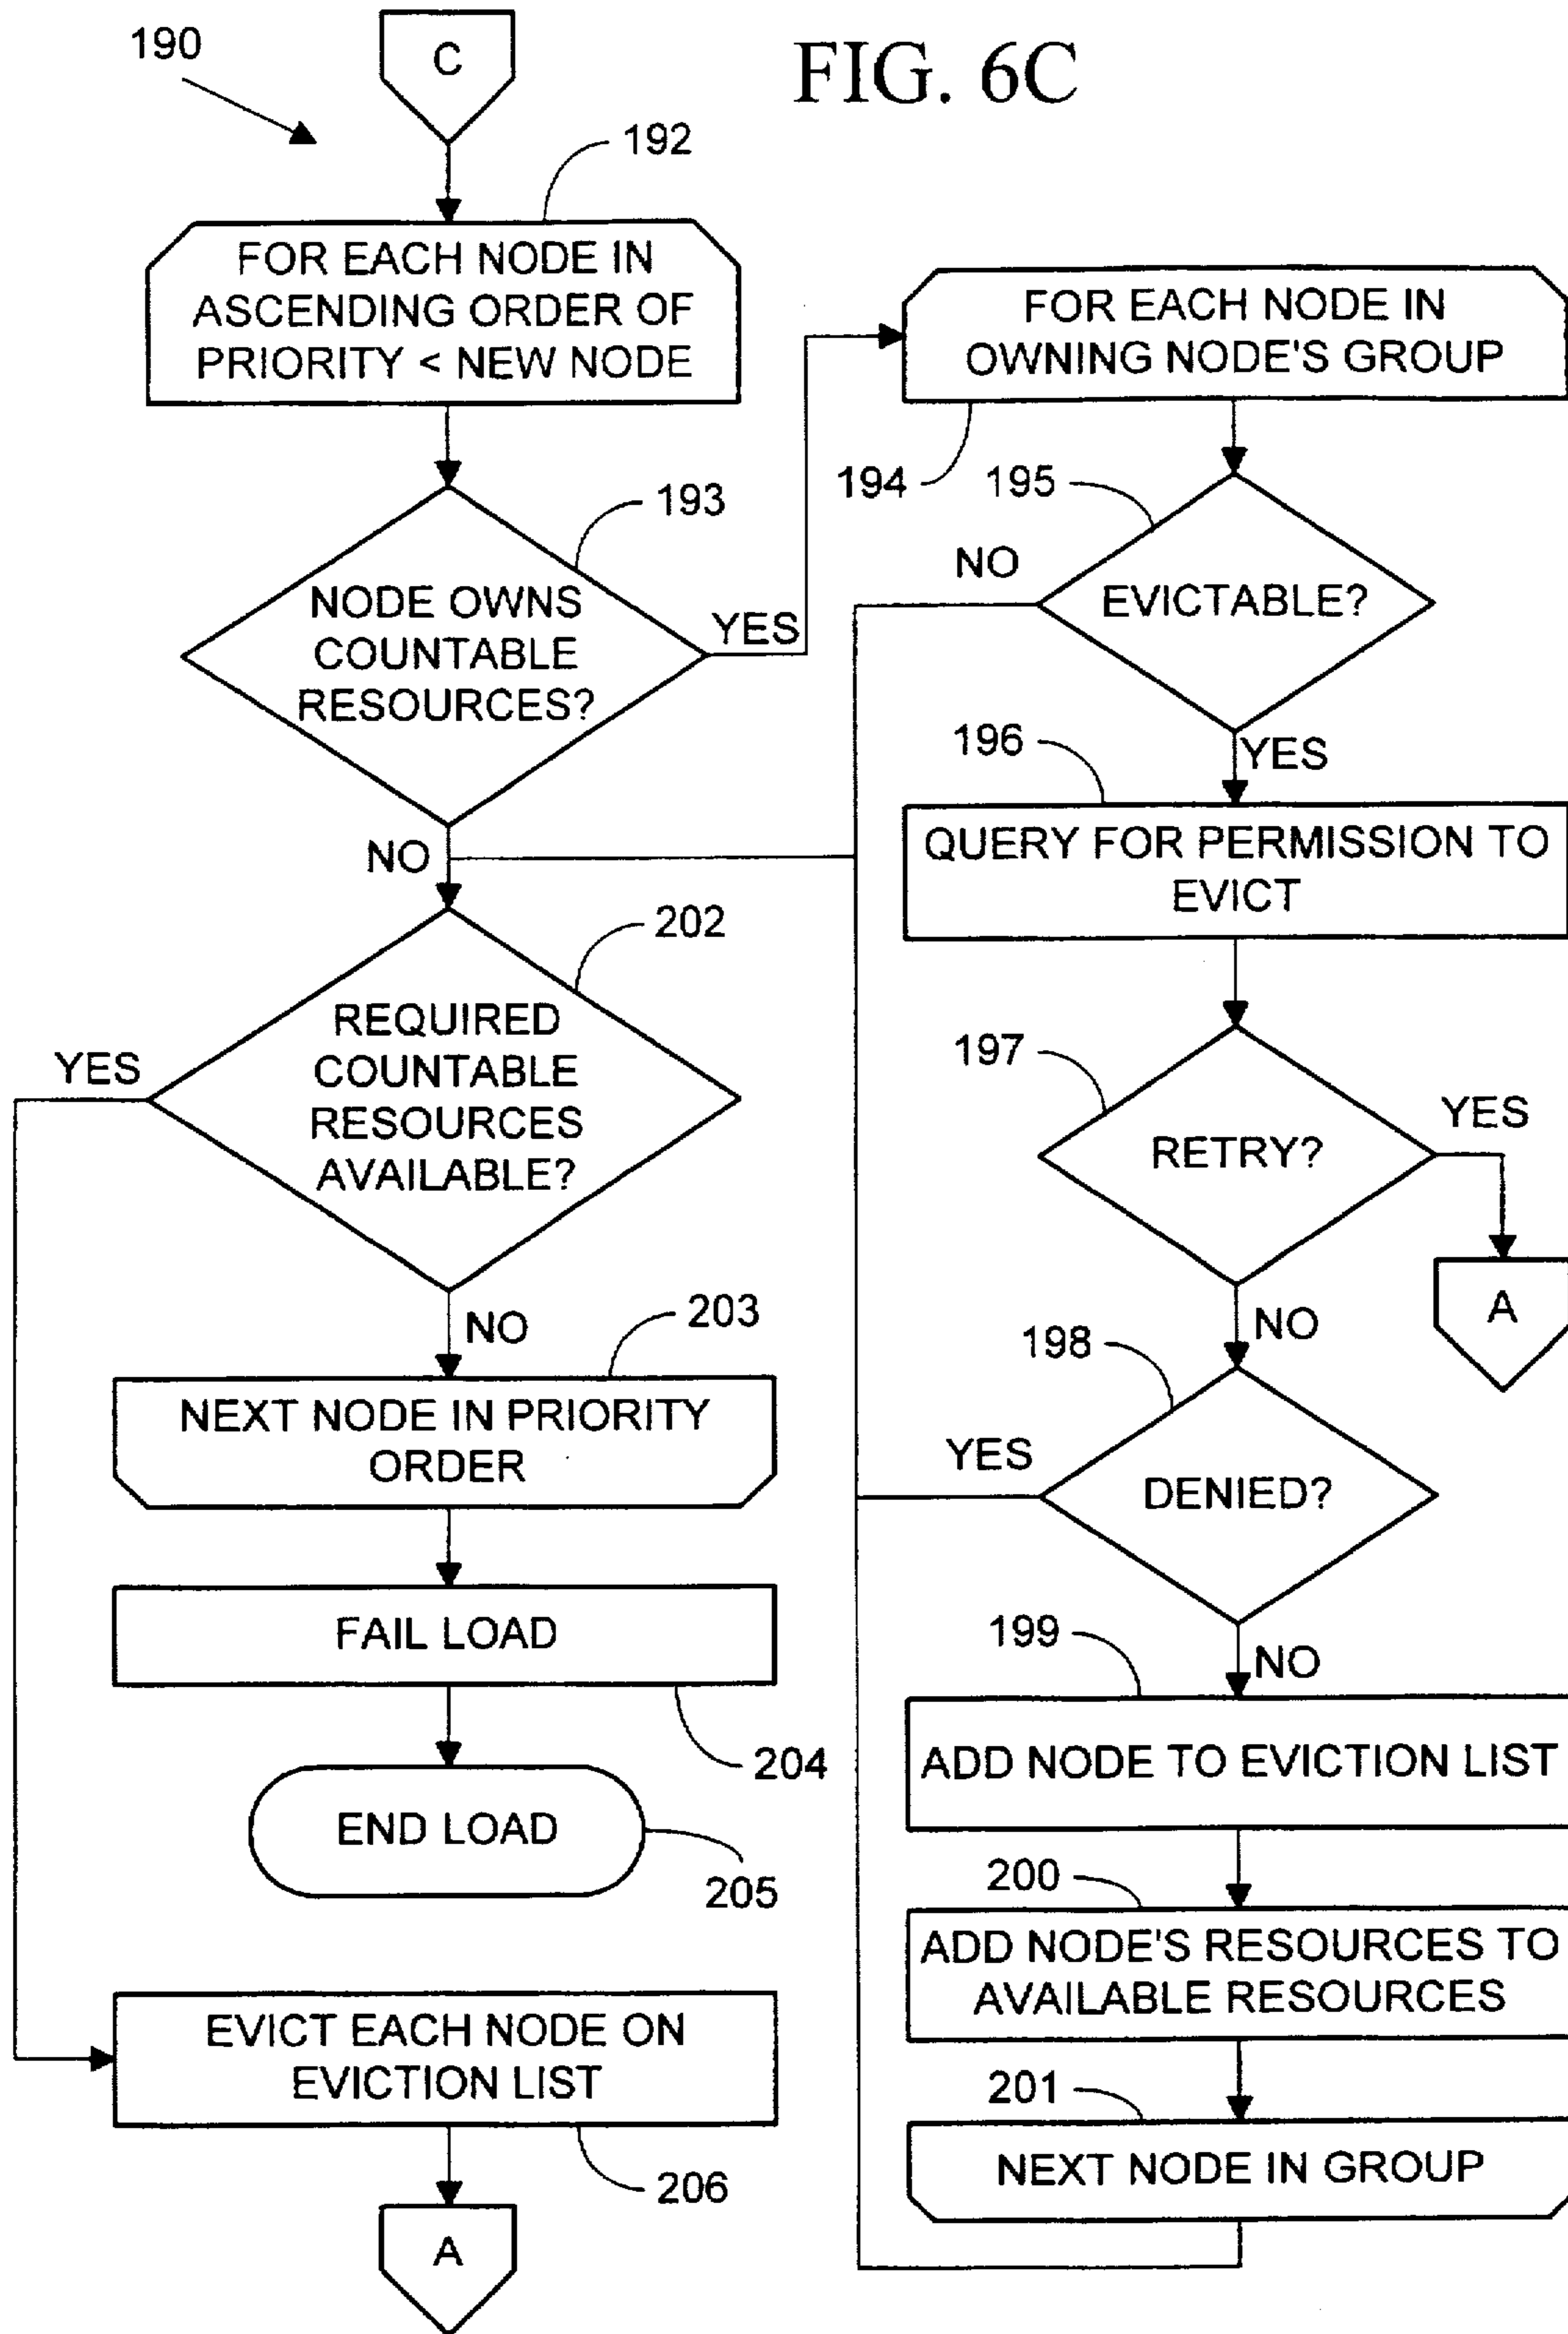 FIG. 6C
190
C
192
FOR EACH NODE IN
ASCENDING ORDER OF
PRIORITY < NEW NODE
193
NODE OWNS
COUNTABLE
RESOURCES?
YES
NO
202
REQUIRED
COUNTABLE
RESOURCES
AVAILABLE?
YES
NO
203
NEXT NODE IN PRIORITY
ORDER
FAIL LOAD
204
END LOAD
205
EVICT EACH NODE ON
EVICTION LIST
206
A
FOR EACH NODE IN
OWNING NODE'S GROUP
194
195
NO
EVICTABLE?
YES
196
QUERY FOR PERMISSION TO
EVICT
197
RETRY?
YES
A
NO
198
YES
DENIED?
NO
199
ADD NODE TO EVICTION LIST
200
ADD NODE'S RESOURCES TO
AVAILABLE RESOURCES
201
NEXT NODE IN GROUP